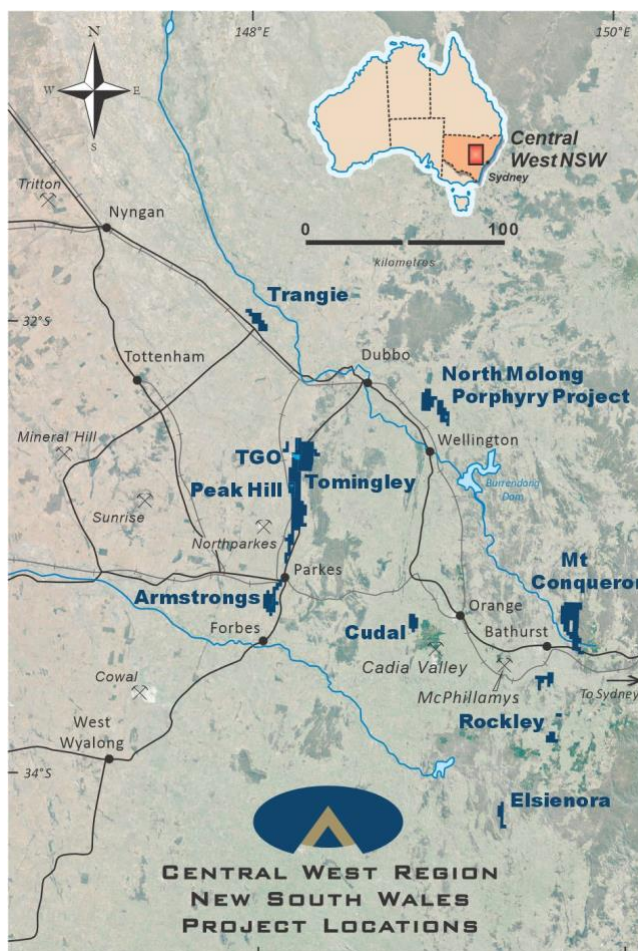 148°E
150°E
N
W
E
S
Central
West NSW
Sydney
Tritton
Nyngan
0
100
kilometres
Trangie
32°S
Tottenham
Dubbo
North Molong
Porphyry Project
Mineral Hill
TGO
Wellington
Peak Hill
Tomingley
Burrendong
Dam
Sunrise
Northparkes
Mt
Conqueror
Parkes
Armstrongs
Orange
Forbes
Cudal
Bathurst
Cadia Valley
Cowal
McPhillamys
To Sydney
West
Wyalong
Rockley
34°S
Elsienora
CENTRAL WEST REGION
NEW SOUTH WALES
PROJECT LOCATIONS